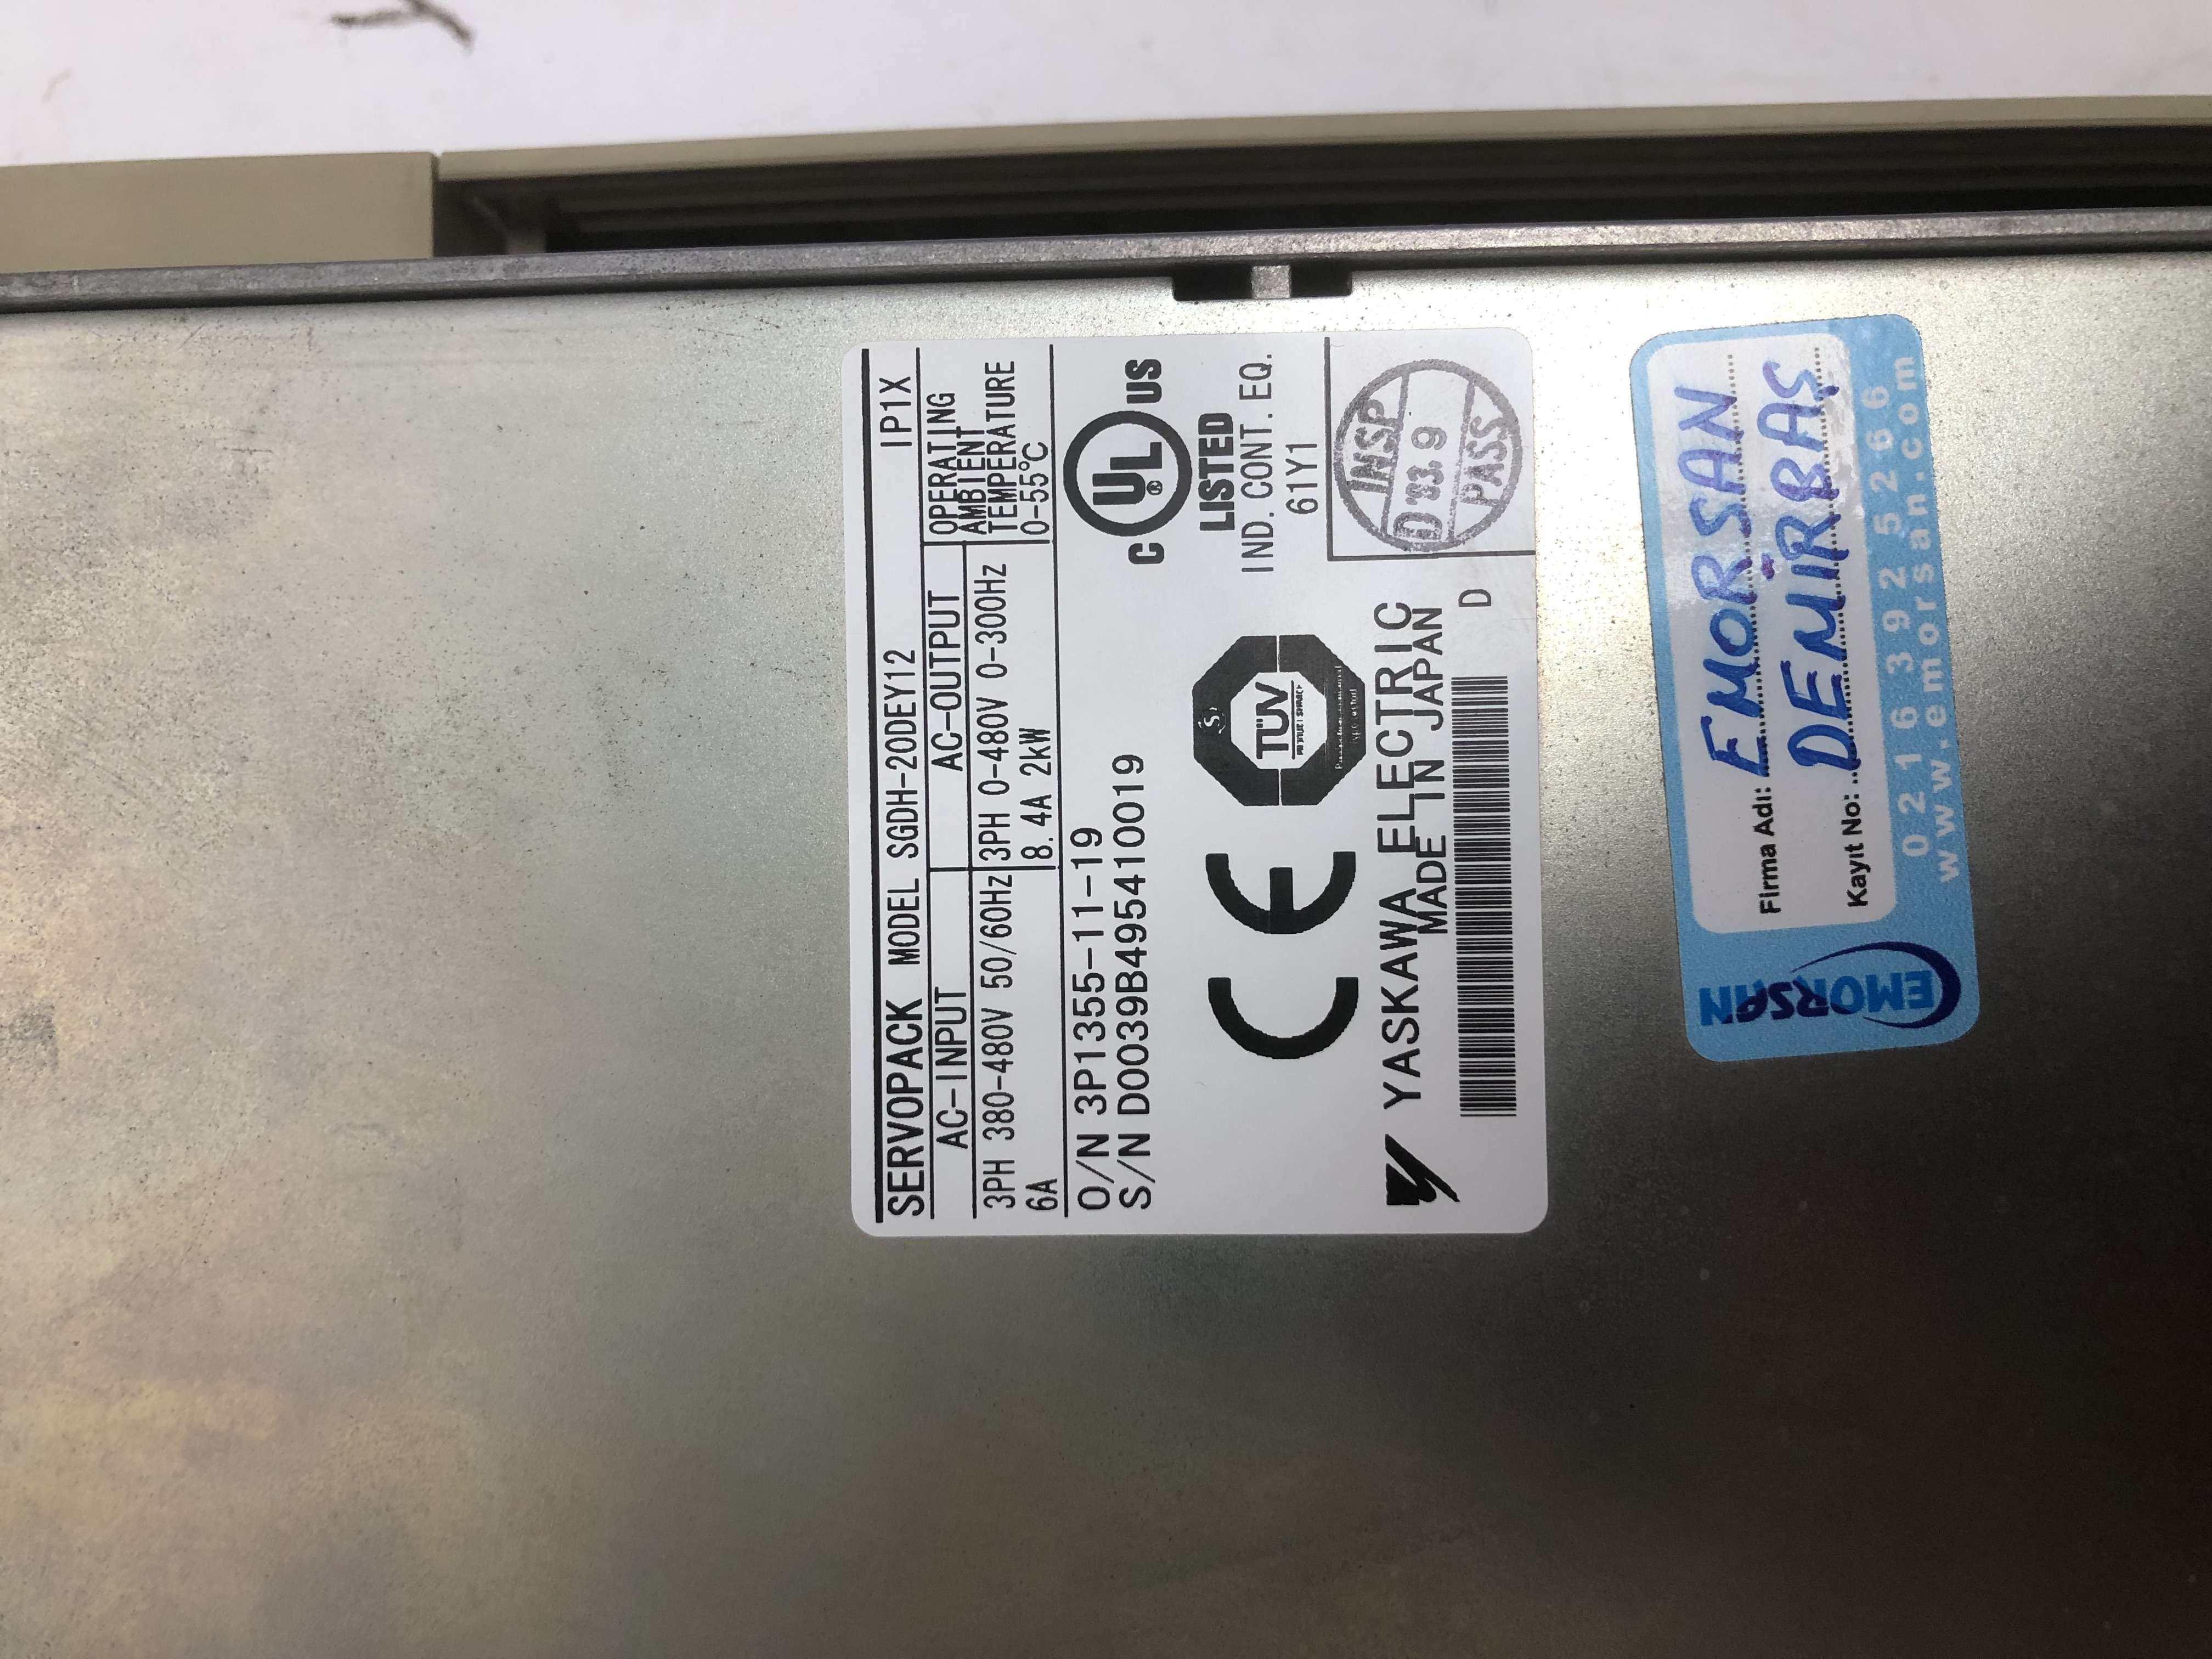 SERVOPACK MODEL SGDH-20DEY12 IP1X
AC-INPUT AC-OUTPUT OPERATING AMBIENT TEMPERATURE
3PH 380-480V 50/60Hz 3PH 0-480V 0-300Hz
6A 8.4A 2kW 0-55℃
O/N 3P1355-11-19
S/N D0039B495410019
C UL® US
LISTED
IND. CONT. EQ.
61Y1
CE
TÜV
YASKAWA ELECTRIC
MADE IN JAPAN
D
INSP
D '03.9
PASS
EMORSAN
Firma Adı: EMORSAN
Kayıt No: DEMİRBAŞ
02163925266
www.emorsan.com